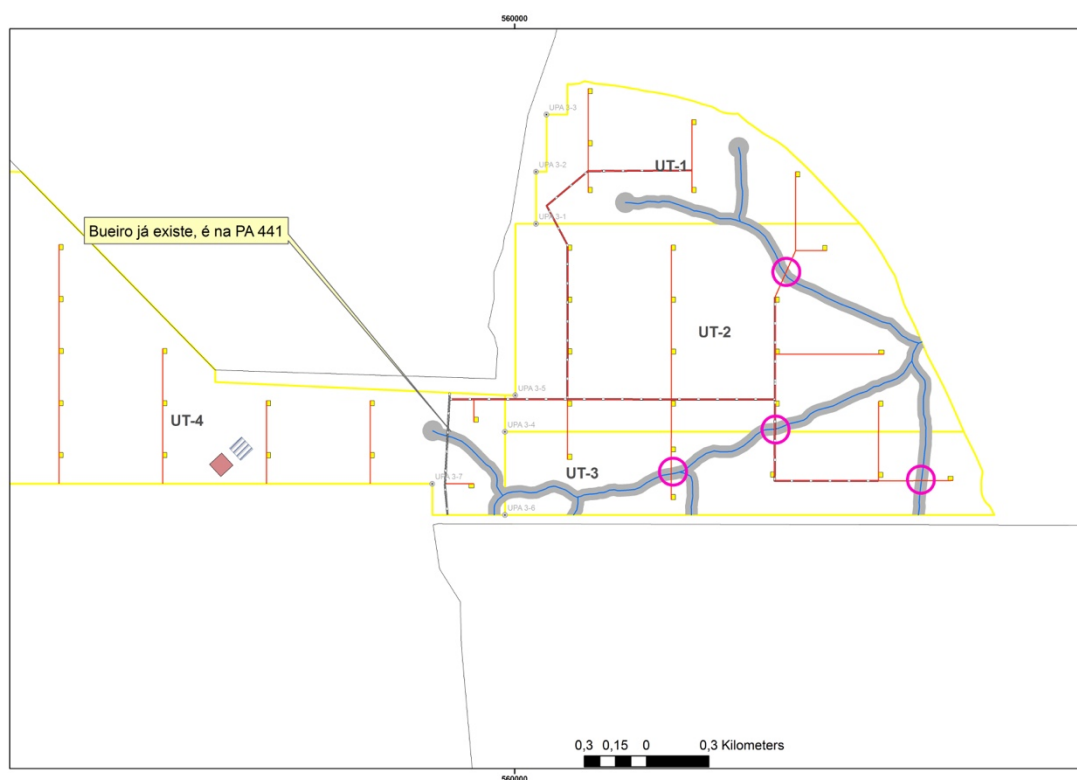 560000
UPA 3-3
UT-1
UPA 3-2
UPA 3-1
Bueiro já existe, é na PA 441
UT-2
UPA 3-5
UT-4
UPA 3-4
UT-3
UPA 3-7
UPA 3-6
0,3 0,15 0 0,3 Kilometers
560000